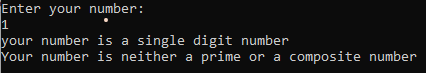 Enter your number:
1
your number is a single digit number
Your number is neither a prime or a composite number